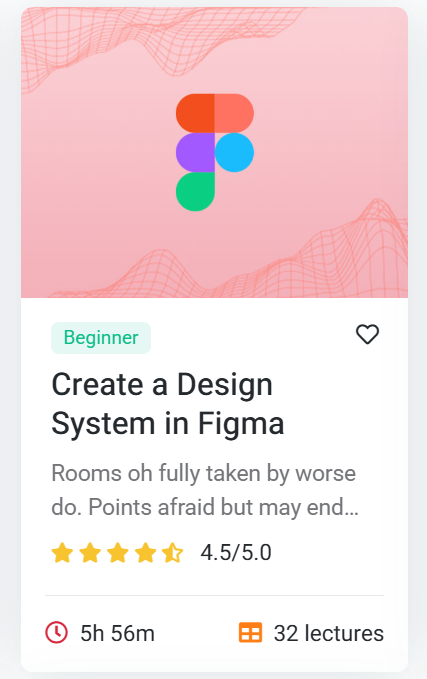 Beginner
Create a Design
System in Figma
Rooms oh fully taken by worse
do. Points afraid but may end...
4.5/5.0
5h 56m
32 lectures